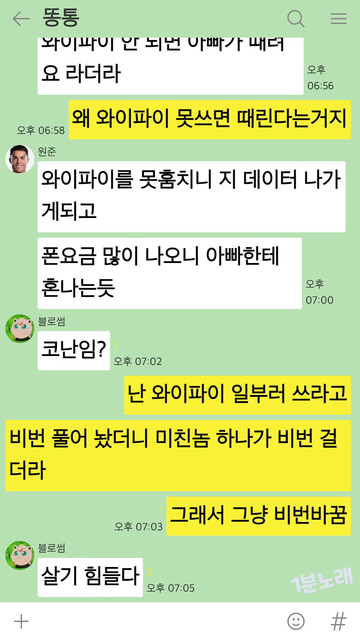 똥통
와이파이 안 되면 아빠가 때려
요 라더라
오후
06:56
왜 와이파이 못쓰면 때린다는거지
오후 06:58
원준
와이파이를 못훔치니 지 데이터 나가
게되고
폰요금 많이 나오니 아빠한테
혼나는듯
오후
07:00
블로썸
코난임?
1
오후 07:02
난 와이파이 일부러 쓰라고
비번 풀어 놨더니 미친놈 하나가 비번 걸
더라
그래서 그냥 비번바꿈
오후 07:03
블로썸
살기 힘들다
2
오후 07:05
1분노래